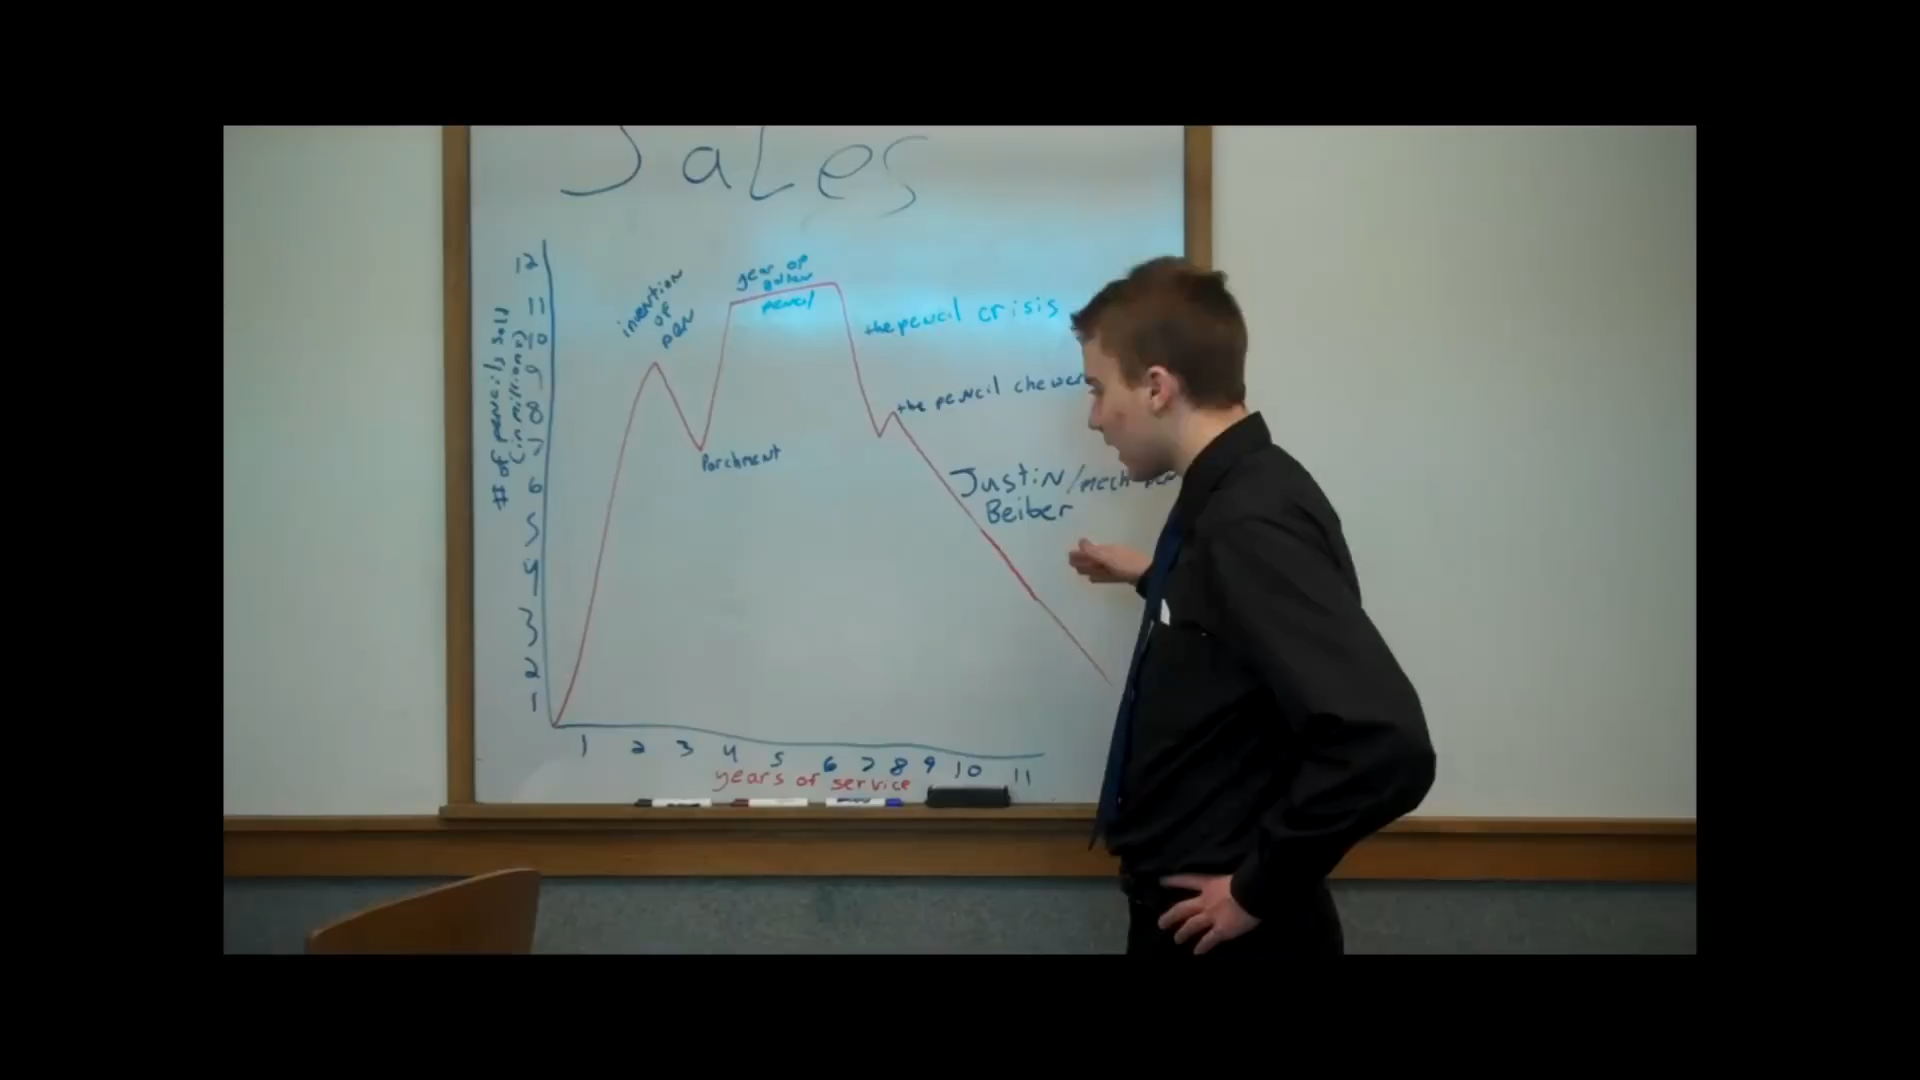 Sales
12
11
10
9
8
7
6
5
4
3
2
1
# of pencils sold
(in millions)
invention
of
pen
year of
golden
pencil
the pencil crisis
the pencil chewer
Parchment
Justin/mech
Beiber
1 2 3 4 5 6 7 8 9 10 11
years of service